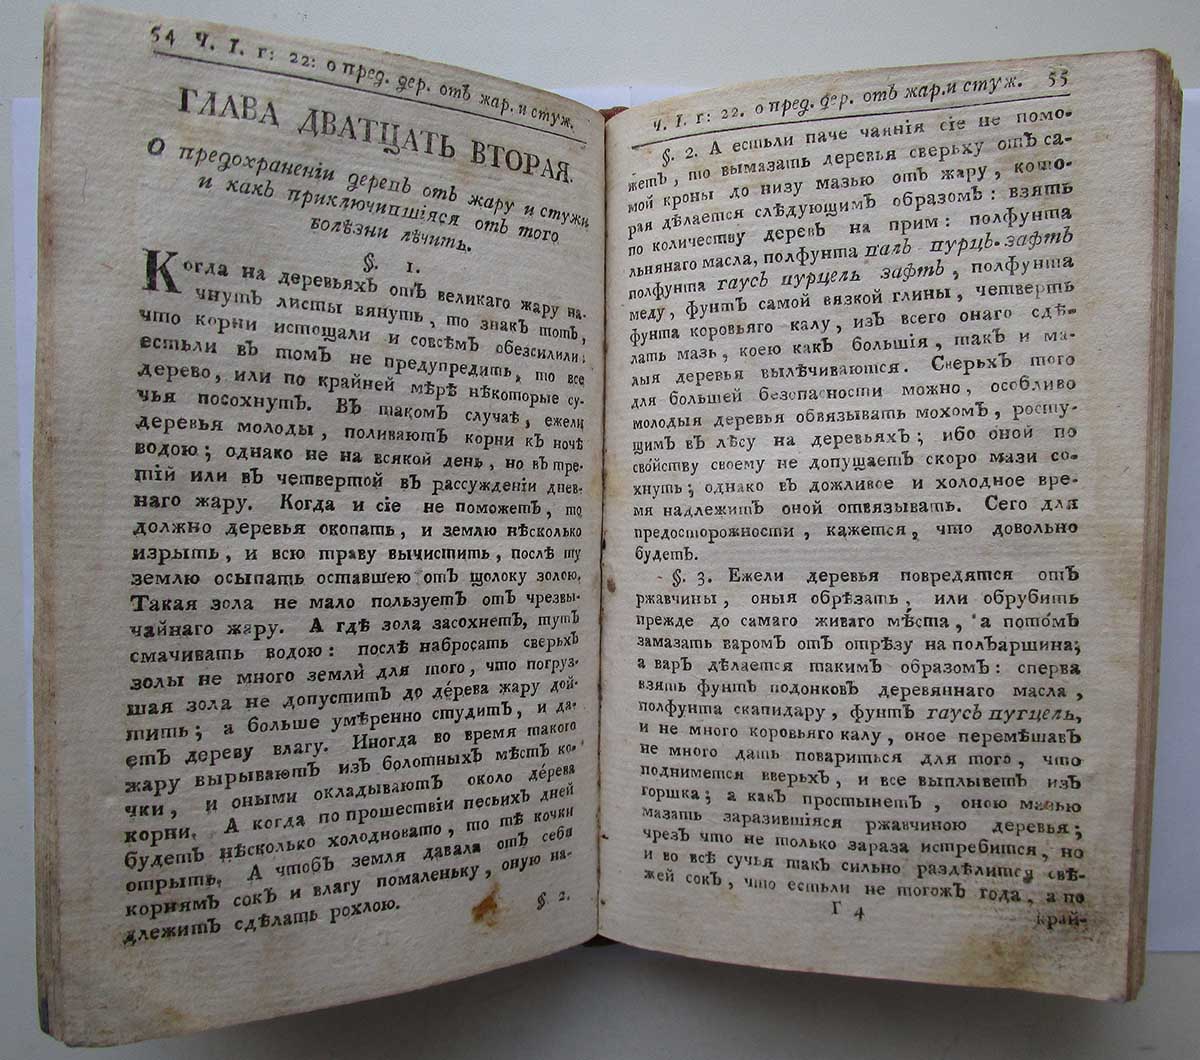 54 Ч. I. г: 22: о пред. дер. отъ жар. и стуж.
ГЛАВА ДВАТЦАТЬ ВТОРАЯ.
О предохраненіи деревъ отъ жару и стужи
и какъ приключившіяся отъ того
болѣзни лѣчить.
§. 1.
Когда на деревьяхъ отъ великаго жару на-
чнутъ листы вянуть, то знакъ тотъ,
что корни истощали и совсѣмъ обезсилили:
естьли въ томъ не предупредить, то все
дерево, или по крайней мѣрѣ нѣкоторые су-
чья посохнутъ. Въ такомъ случаѣ, ежели
деревья молоды, поливаютъ корни къ ночѣ
водою; однако не на всякой день, но въ тре-
тій или въ четвертой въ разсужденіи днев-
наго жару. Когда и сіе не поможетъ, то
должно деревья окопать, и землю нѣсколько
изрыть, и всю траву вычистить, послѣ ту
землю осыпать оставшею отъ щолоку золою.
Такая зола не мало пользуетъ отъ чрезвы-
чайнаго жару. А гдѣ зола засохнетъ, тутъ
смачивать водою: послѣ набросать сверьхъ
золы не много земли для того, что погруз-
шая зола не допуститъ до дерева жару дой-
тить; а больше умѣренно студитъ, и да-
етъ дереву влагу. Иногда во время такого
жару вырываютъ изъ болотныхъ мѣстъ ко-
чки, и оными окладываютъ около дерева
корни. А когда по прошествіи песьихъ дней
будетъ нѣсколько холодновато, то тѣ кочки
отрыть. А чтобъ земля давала отъ себя
корнямъ сок и влагу помаленьку, оную на-
длежитъ сдѣлать рохлою.
§. 2.
Ч. I. г: 22. о пред. дер. отъ жар. и стуж. 55
§. 2. А естьли паче чаянія сіе не помо-
жетъ, то вымазать деревья сверьху отъ са-
мой кроны до низу мазью отъ жару, кото-
рая дѣлается слѣдующимъ образомъ: взять
по количеству деревъ на прим: полфунта
льнянаго масла, полфунта паль пурць-зафтъ
полфунта гаусъ пурцель зафтъ, полфунта
меду, фунтъ самой вязкой глины, четверть
фунта коровьяго калу, изъ всего онаго сдѣ-
лать мазь, коею какъ большія, такъ и ма-
лыя деревья вылѣчиваются. Сверьхъ того
для большей безопасности можно, особливо
молодыя деревья обвязывать мохомъ, росту-
щимъ въ лѣсу на деревьяхъ; ибо оной по
свойству своему не допущаетъ скоро мази со-
хнуть; однако въ дожливое и холодное вре-
мя надлежитъ оной отвязывать. Сего для
предосторожности, кажется, что довольно
будетъ.
§. 3. Ежели деревья повредятся отъ
ржавчины, оныя обрѣзать, или обрубить
прежде до самаго живаго мѣста, а потомъ
замазать варомъ отъ отрѣзу на полъаршина;
а варъ дѣлается такимъ образомъ: сперва
взять фунтъ подонковъ деревяннаго масла,
полфунта скапидару, фунтъ гаусъ пугцель,
и не много коровьяго калу, оное перемѣшавъ
не много дать повариться для того, что
поднимется вверьхъ, и все выплыветъ изъ
горшка; а какъ простынетъ, оною мазью
мазать заразившіяся ржавчиною деревья;
чрезъ что не только зараза истребится, но
и во всѣ сучья такъ сильно раздѣлится свѣ-
жей сокъ, что естьли не тогожъ года, а по
Г 4
край-